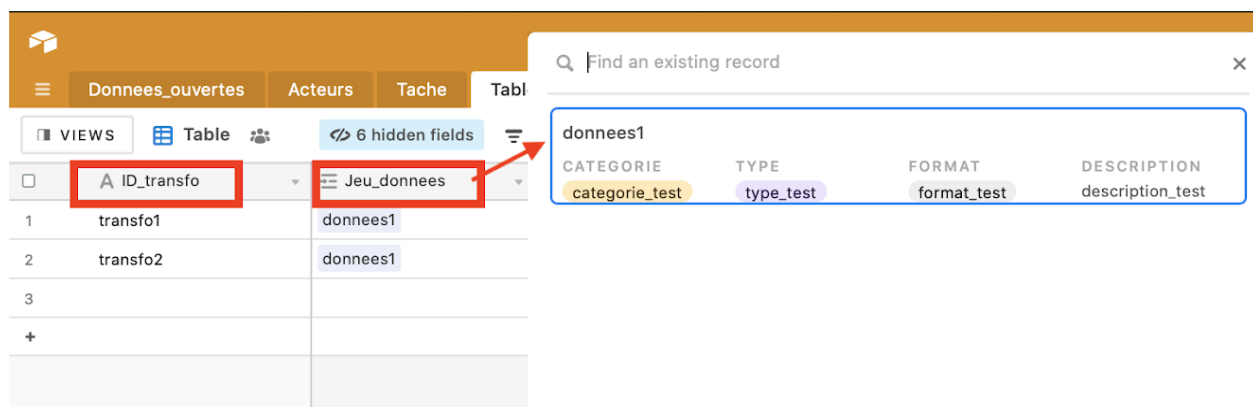 Donnees_ouvertes Acteurs Tache Tabl
VIEWS Table 6 hidden fields
A ID_transfo Jeu_donnees
1 transfo1 donnees1
2 transfo2 donnees1
3
+
Find an existing record
donnees1
CATEGORIE TYPE FORMAT DESCRIPTION
categorie_test type_test format_test description_test